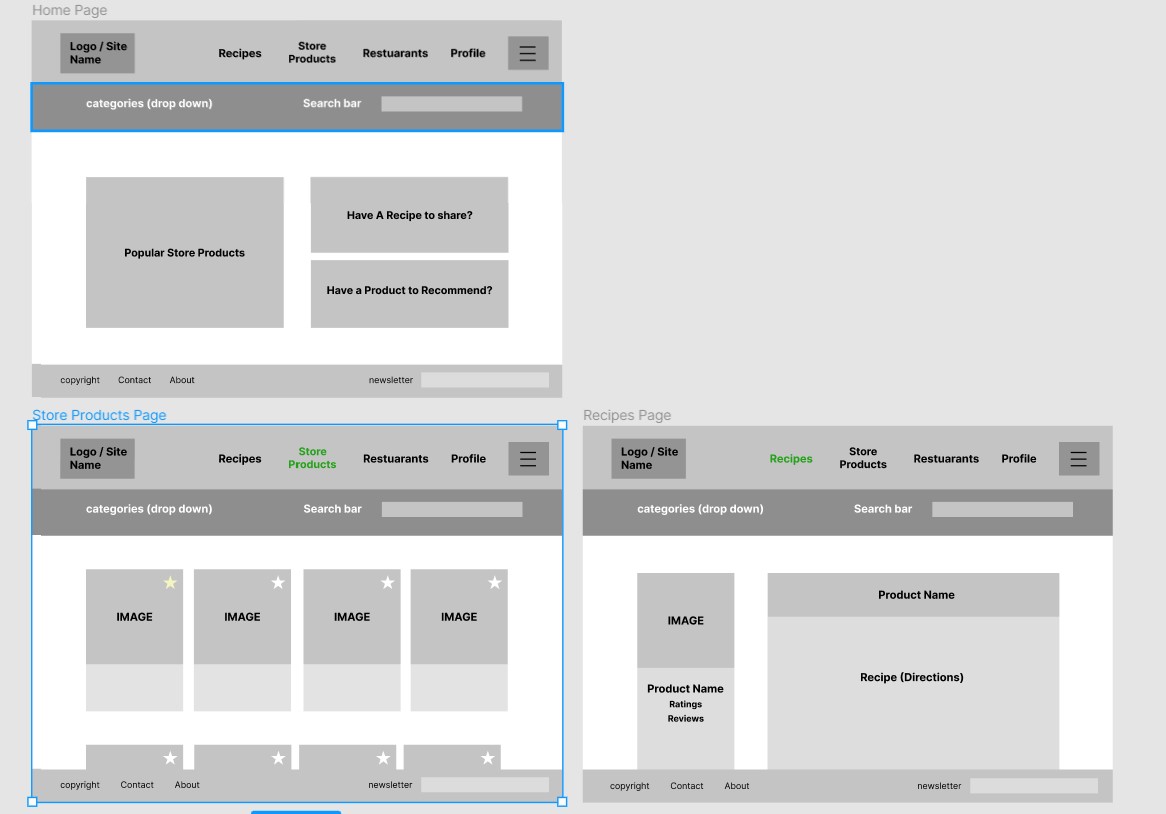 Home Page
Logo / Site
Name
Recipes
Store
Products
Restuarants
Profile
categories (drop down)
Search bar
Popular Store Products
Have A Recipe to share?
Have a Product to Recommend?
copyright
Contact
About
newsletter
Store Products Page
Logo / Site
Name
Recipes
Store
Products
Restuarants
Profile
categories (drop down)
Search bar
IMAGE
IMAGE
IMAGE
IMAGE
copyright
Contact
About
newsletter
Recipes Page
Logo / Site
Name
Recipes
Store
Products
Restuarants
Profile
categories (drop down)
Search bar
IMAGE
Product Name
Ratings
Reviews
Product Name
Recipe (Directions)
copyright
Contact
About
newsletter